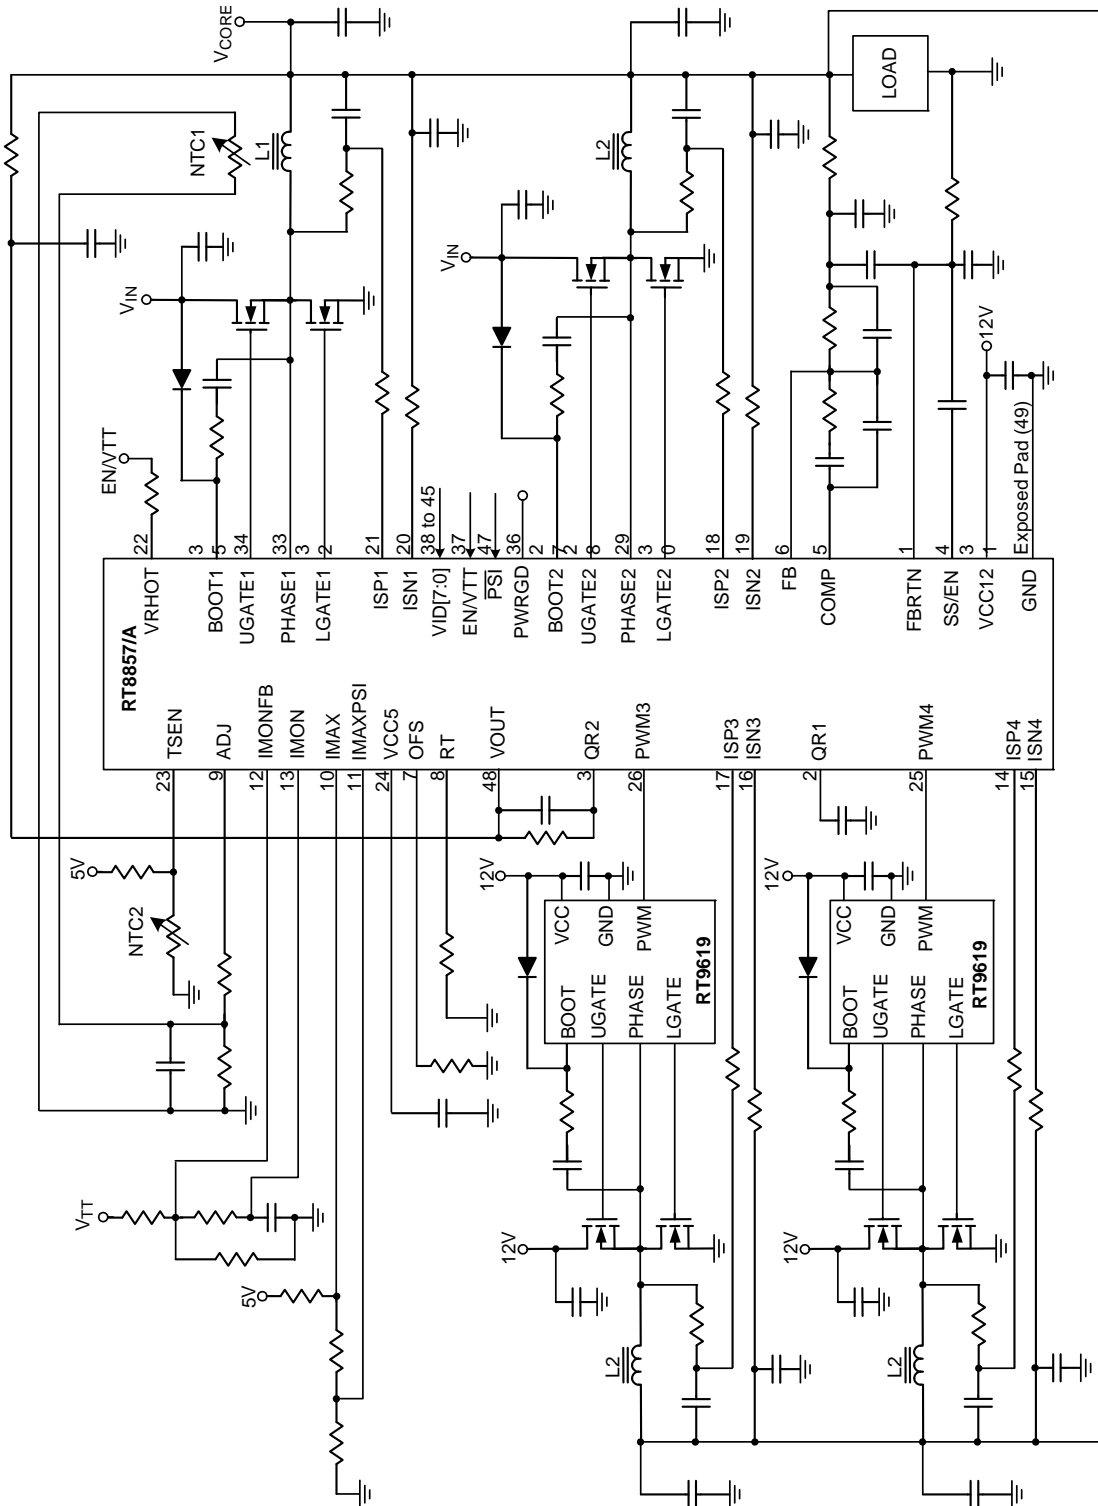 VCORE
NTC1
L1
VIN
EN/VTT
22
VRHOT
3
5
BOOT1
34
UGATE1
33
PHASE1
3
2
LGATE1
21
ISP1
20
ISN1
38 to 45
VID[7:0]
37
EN/VTT
47
PSI
36
PWRGD
L2
VIN
2
7
BOOT2
2
8
UGATE2
29
PHASE2
3
0
LGATE2
18
ISP2
19
ISN2
LOAD
6
FB
5
COMP
1
FBRTN
4
SS/EN
12V
3
1
VCC12
Exposed Pad (49)
GND
RT8857/A
TSEN
23
ADJ
9
IMONFB
12
IMON
13
IMAX
10
IMAXPSI
11
VCC5
24
OFS
7
RT
8
VOUT
48
QR2
3
PWM3
26
ISP3
17
ISN3
16
QR1
2
PWM4
25
ISP4
14
ISN4
15
5V
NTC2
VTT
5V
12V
VCC
GND
PWM
RT9619
BOOT
UGATE
PHASE
LGATE
12V
L2
12V
VCC
GND
PWM
RT9619
BOOT
UGATE
PHASE
LGATE
12V
L2